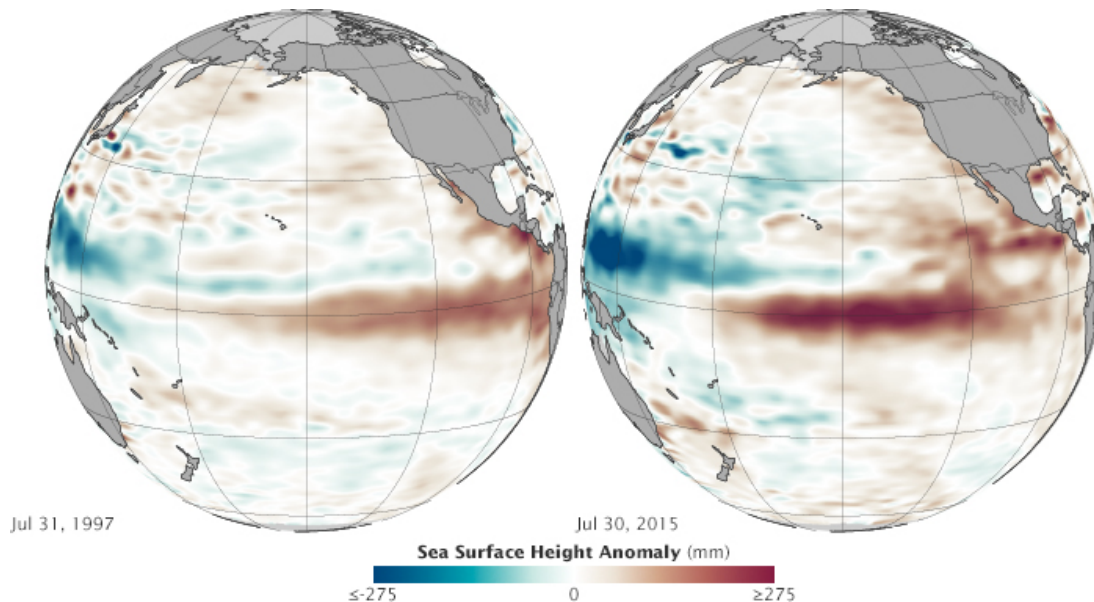 Jul 31, 1997
Jul 30, 2015
Sea Surface Height Anomaly (mm)
≤-275 0 ≥275